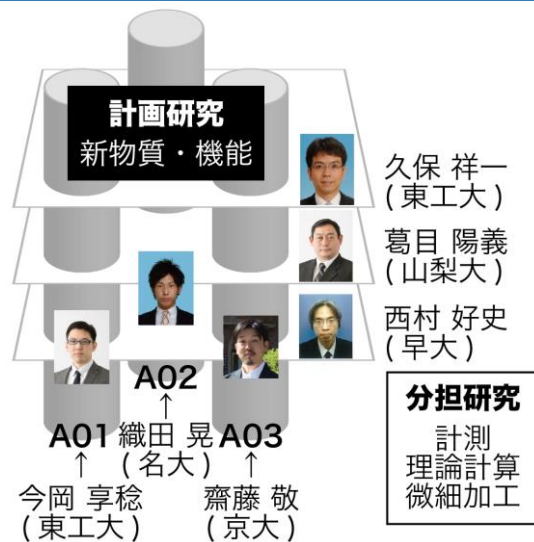 計画研究
新物質・機能
久保 祥一
(東工大)
葛目 陽義
(山梨大)
西村 好史
(早大)
A02
↑
A01 織田 晃 A03
↑ (名大) ↑
今岡 享稔
(東工大)
齋藤 敬
(京大)
分担研究
計測
理論計算
微細加工